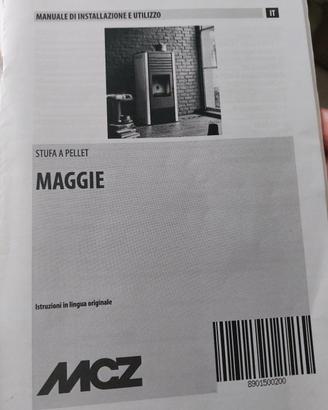 MANUALE DI INSTALLAZIONE E UTILIZZO
IT
STUFA A PELLET
MAGGIE
Istruzioni in lingua originale
MCZ
8901500200